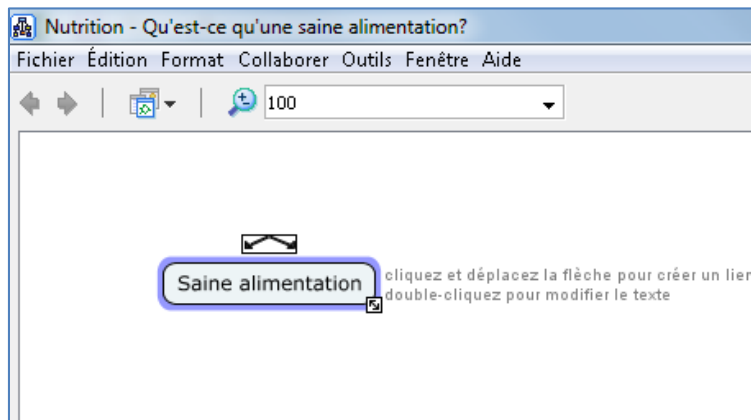 Nutrition - Qu'est-ce qu'une saine alimentation?
Fichier Édition Format Collaborer Outils Fenêtre Aide
100
Saine alimentation
cliquez et déplacez la flèche pour créer un lien
double-cliquez pour modifier le texte